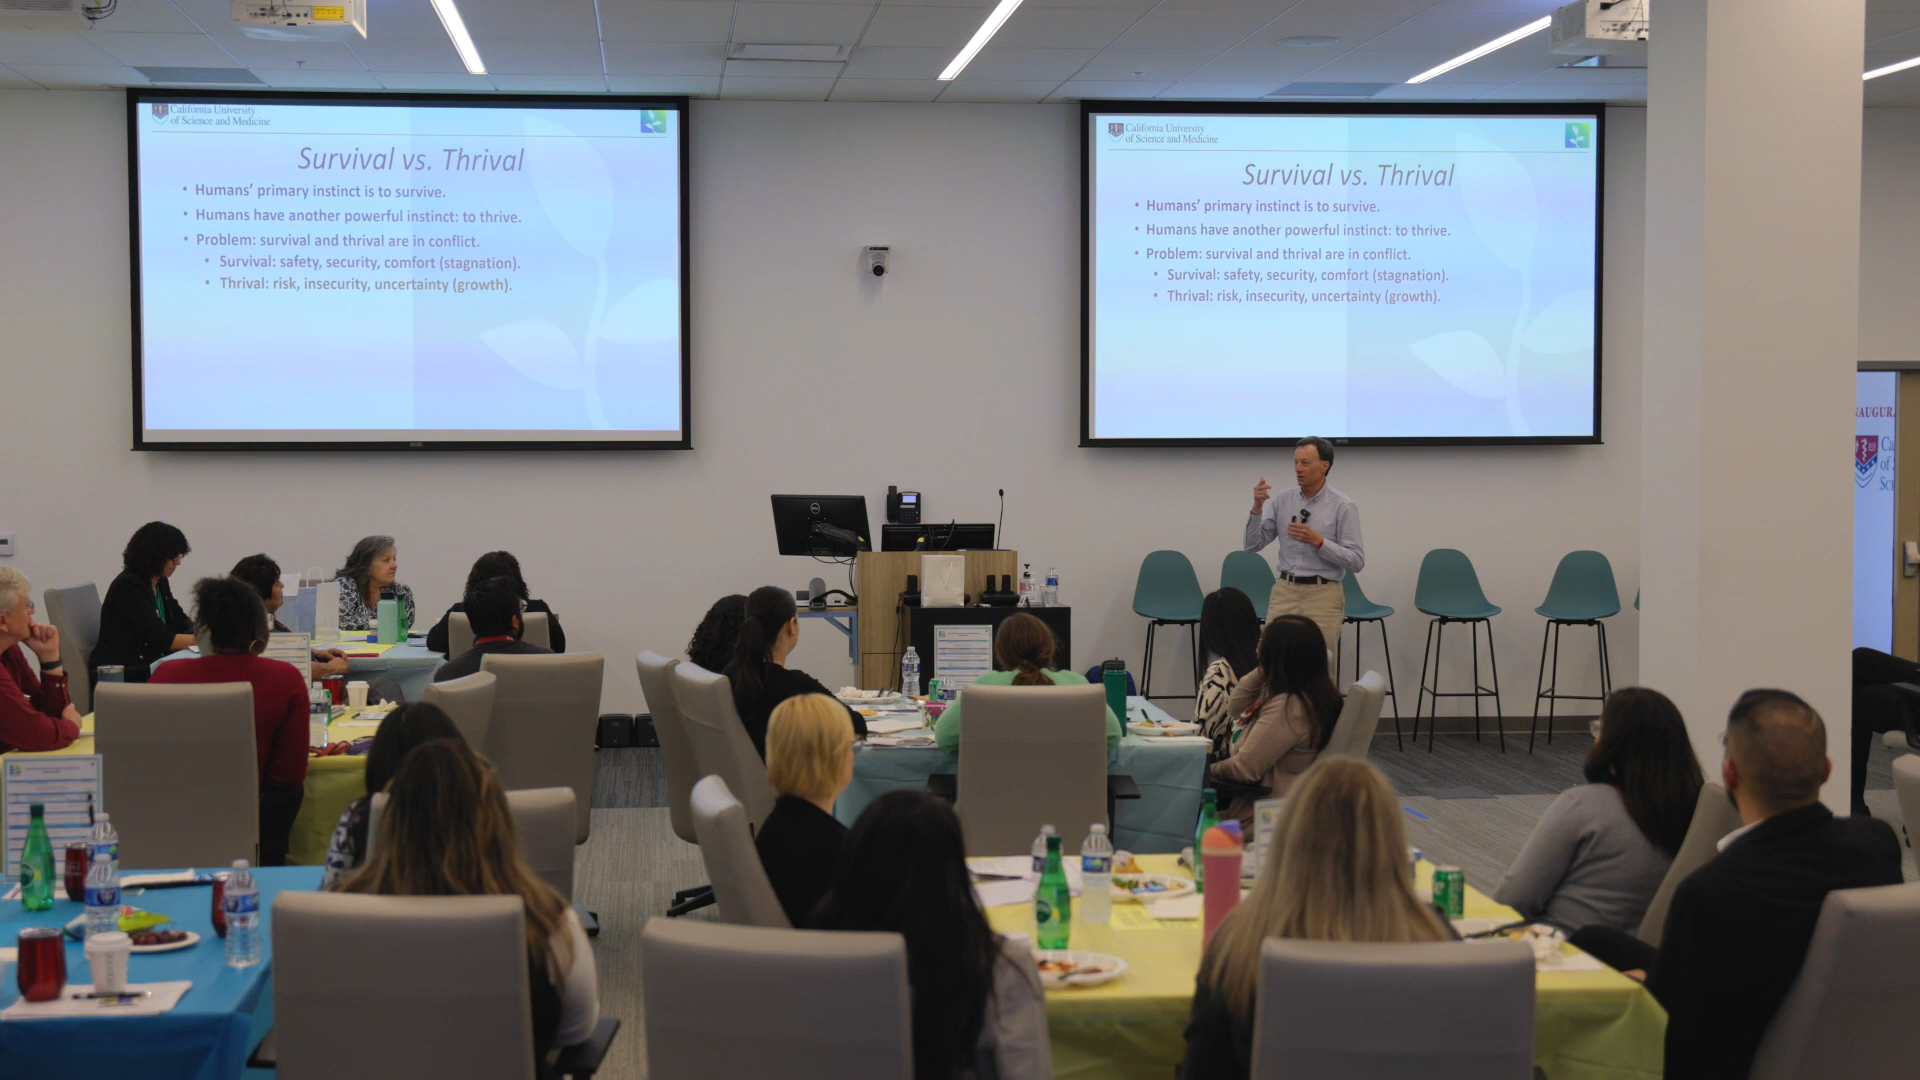 California University
of Science and Medicine
Survival vs. Thrival
• Humans’ primary instinct is to survive.
• Humans have another powerful instinct: to thrive.
• Problem: survival and thrival are in conflict.
• Survival: safety, security, comfort (stagnation).
• Thrival: risk, insecurity, uncertainty (growth).
California University
of Science and Medicine
Survival vs. Thrival
• Humans’ primary instinct is to survive.
• Humans have another powerful instinct: to thrive.
• Problem: survival and thrival are in conflict.
• Survival: safety, security, comfort (stagnation).
• Thrival: risk, insecurity, uncertainty (growth).
DELL